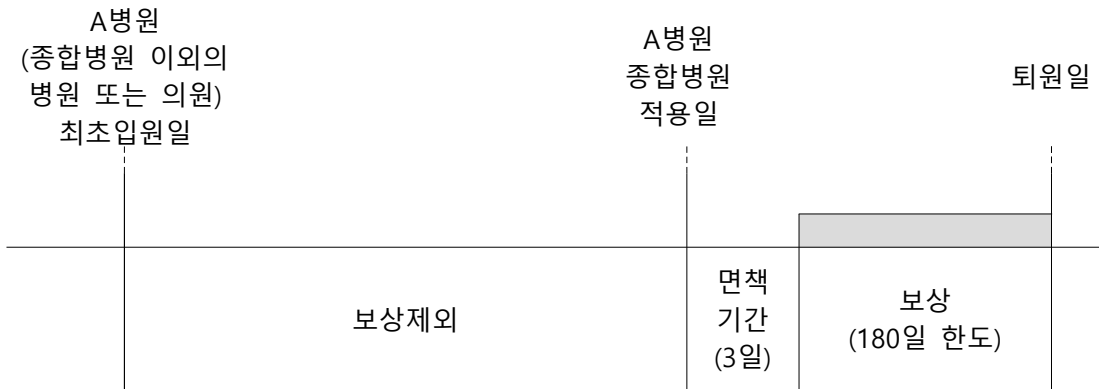 A병원
(종합병원 이외의
병원 또는 의원)
최초입원일
A병원
종합병원
적용일
퇴원일
보상제외
면책
기간
(3일)
보상
(180일 한도)